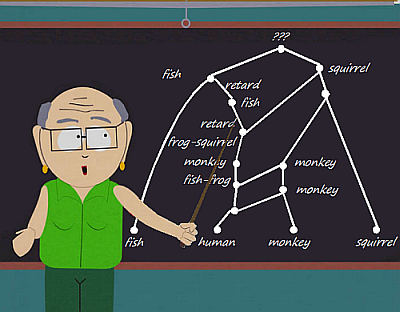 ???
fish
squirrel
retard
fish
retard
frog-squirrel
monkey
monkey
fish-frog
monkey
fish
human
monkey
squirrel